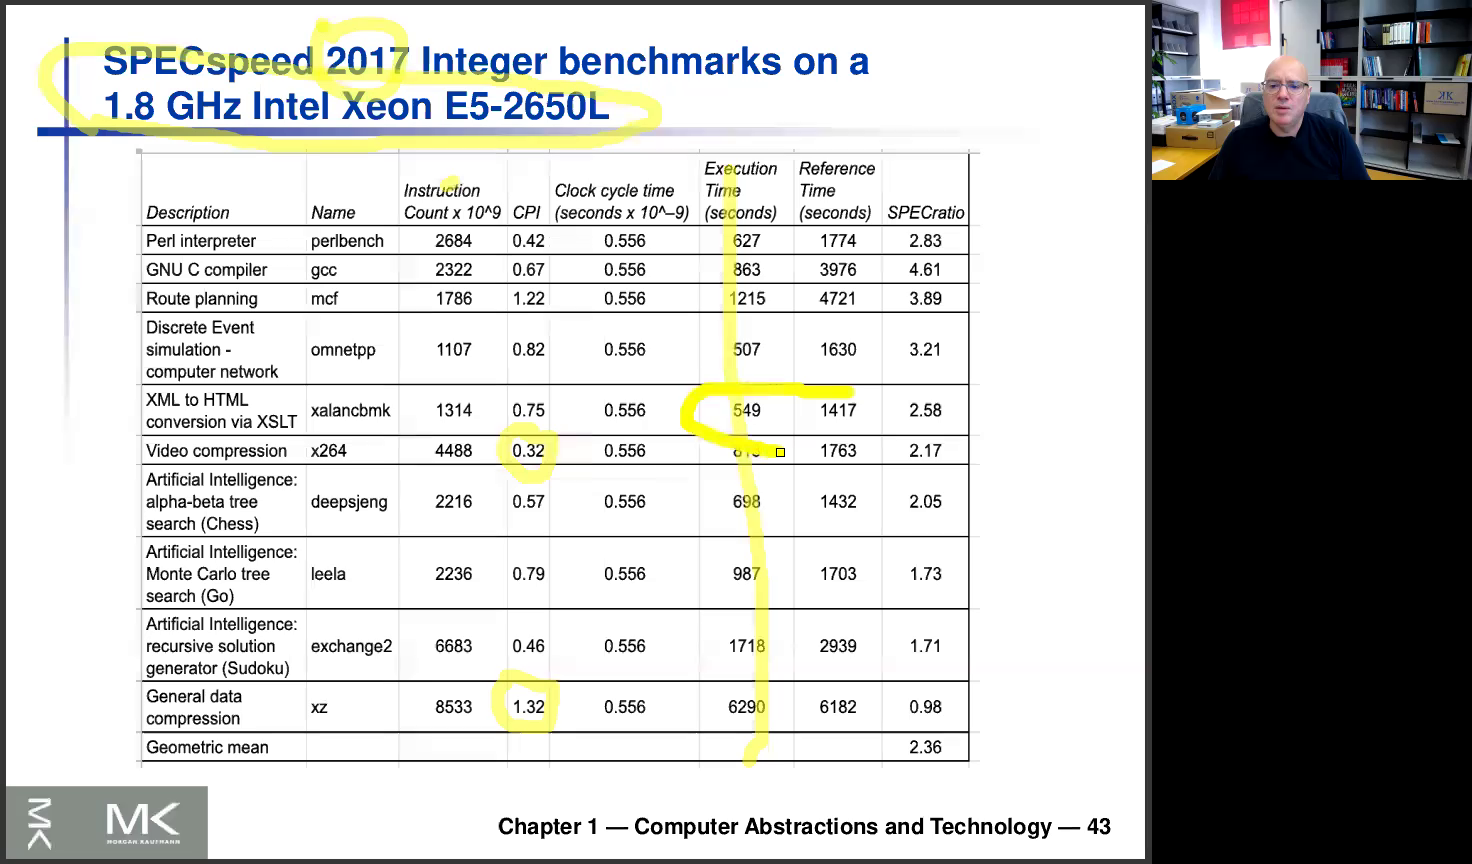 SPECspeed 2017 Integer benchmarks on a
1.8 GHz Intel Xeon E5-2650L
Description Name Instruction Count x 10^9 CPI Clock cycle time (seconds x 10^–9) Execution Time (seconds) Reference Time (seconds) SPECratio
Perl interpreter perlbench 2684 0.42 0.556 627 1774 2.83
GNU C compiler gcc 2322 0.67 0.556 863 3976 4.61
Route planning mcf 1786 1.22 0.556 1215 4721 3.89
Discrete Event simulation - computer network omnetpp 1107 0.82 0.556 507 1630 3.21
XML to HTML conversion via XSLT xalancbmk 1314 0.75 0.556 549 1417 2.58
Video compression x264 4488 0.32 0.556 1763 2.17
Artificial Intelligence: alpha-beta tree search (Chess) deepsjeng 2216 0.57 0.556 698 1432 2.05
Artificial Intelligence: Monte Carlo tree search (Go) leela 2236 0.79 0.556 987 1703 1.73
Artificial Intelligence: recursive solution generator (Sudoku) exchange2 6683 0.46 0.556 1718 2939 1.71
General data compression xz 8533 1.32 0.556 6290 6182 0.98
Geometric mean 2.36
MK
MK
MORGAN KAUFMANN
Chapter 1 — Computer Abstractions and Technology — 43